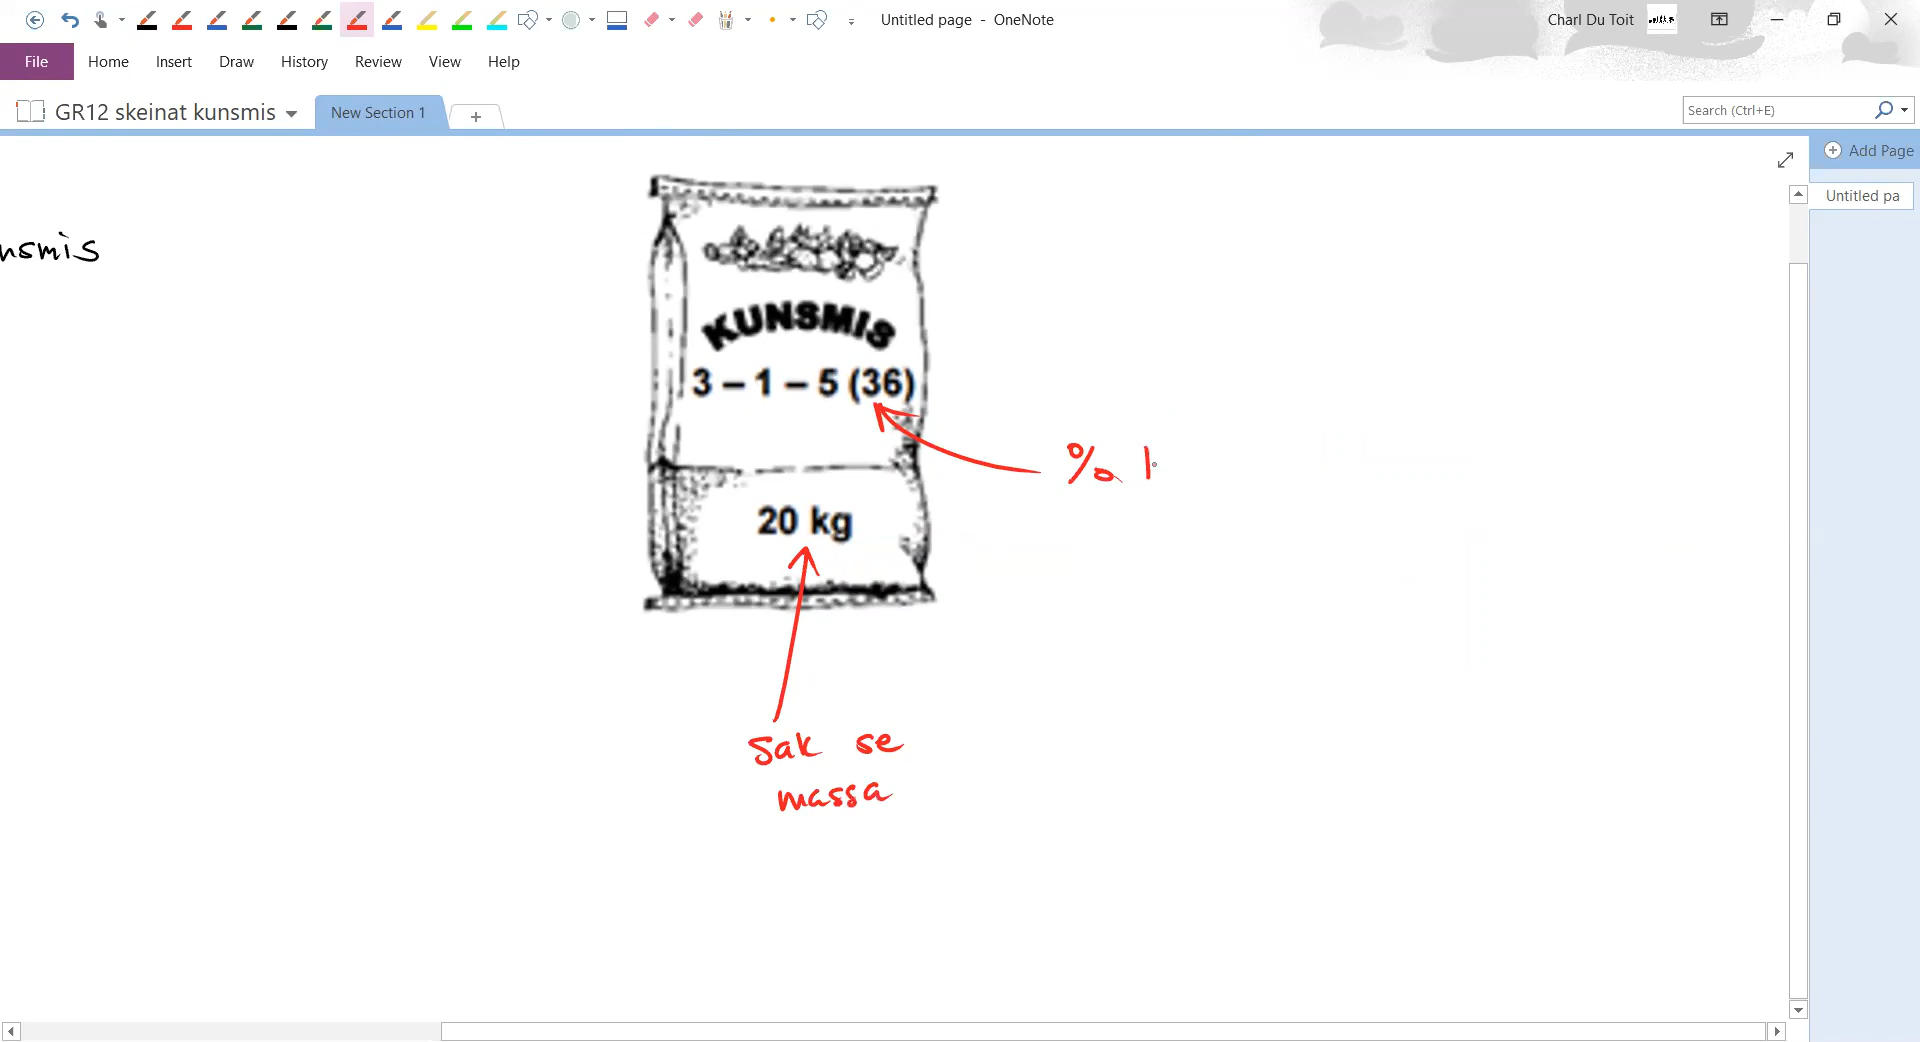 Untitled page - OneNote
Charl Du Toit
File Home Insert Draw History Review View Help
GR12 skeinat kunsmis
New Section 1
+
Search (Ctrl+E)
Add Page
Untitled pa
nsmis
KUNSMIS
3 – 1 – 5 (36)
%
20 kg
Sak se
massa